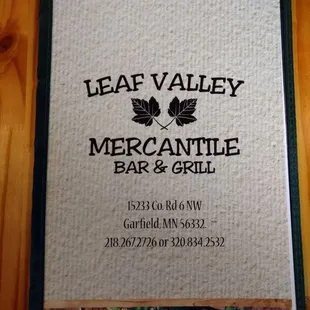 LEAF VALLEY
MERCANTILE
BAR & GRILL
15233 Co. Rd 6 NW
Garfield, MN 56332
218.267.2726 or 320.834.2532